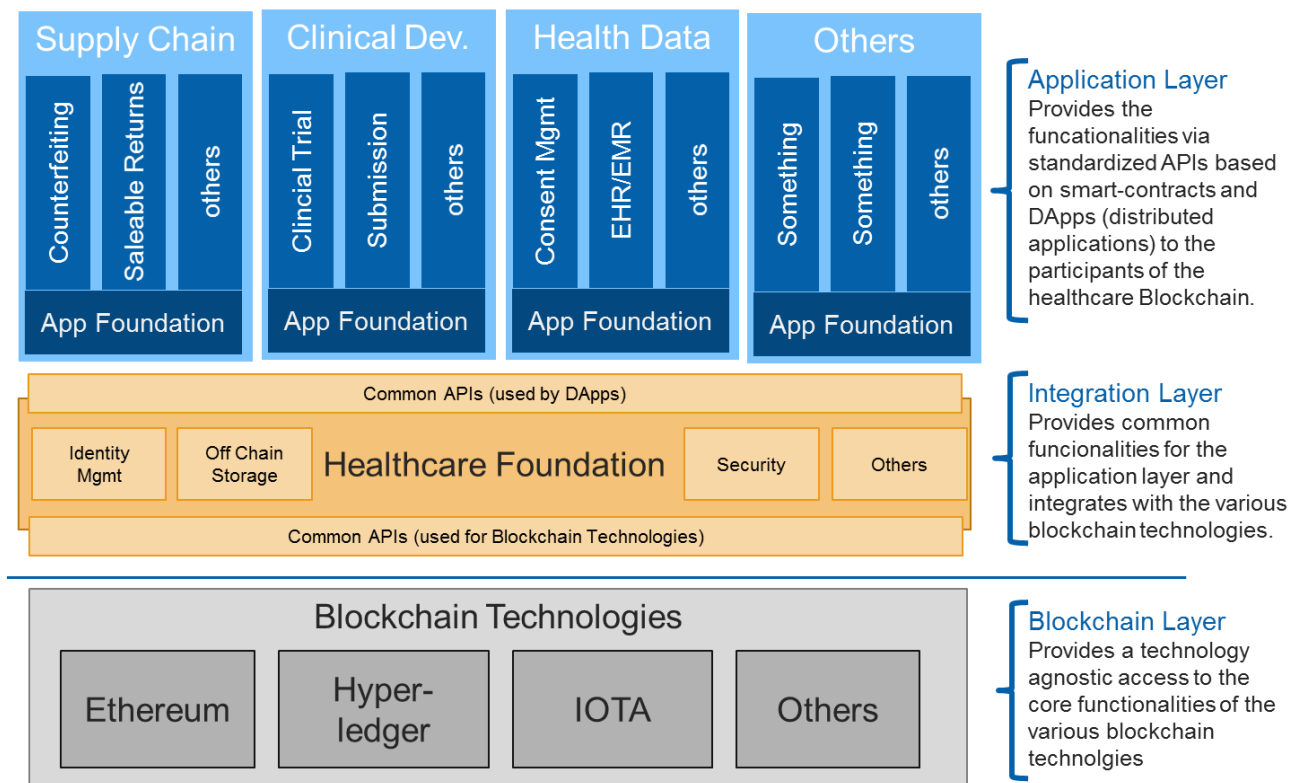 Supply Chain
Counterfeiting
Saleable Returns
others
App Foundation
Clinical Dev.
Clincial Trial
Submission
others
App Foundation
Health Data
Consent Mgmt
EHR/EMR
others
App Foundation
Others
Something
Something
others
App Foundation
Application Layer
Provides the
funcationalities via
standardized APIs based
on smart-contracts and
DApps (distributed
applications) to the
participants of the
healthcare Blockchain.
Common APIs (used by DApps)
Identity
Mgmt
Off Chain
Storage
Healthcare Foundation
Security
Others
Common APIs (used for Blockchain Technologies)
Integration Layer
Provides common
funcionalities for the
application layer and
integrates with the various
blockchain technologies.
Blockchain Technologies
Ethereum
Hyper-
ledger
IOTA
Others
Blockchain Layer
Provides a technology
agnostic access to the
core functionalities of the
various blockchain
technolgies